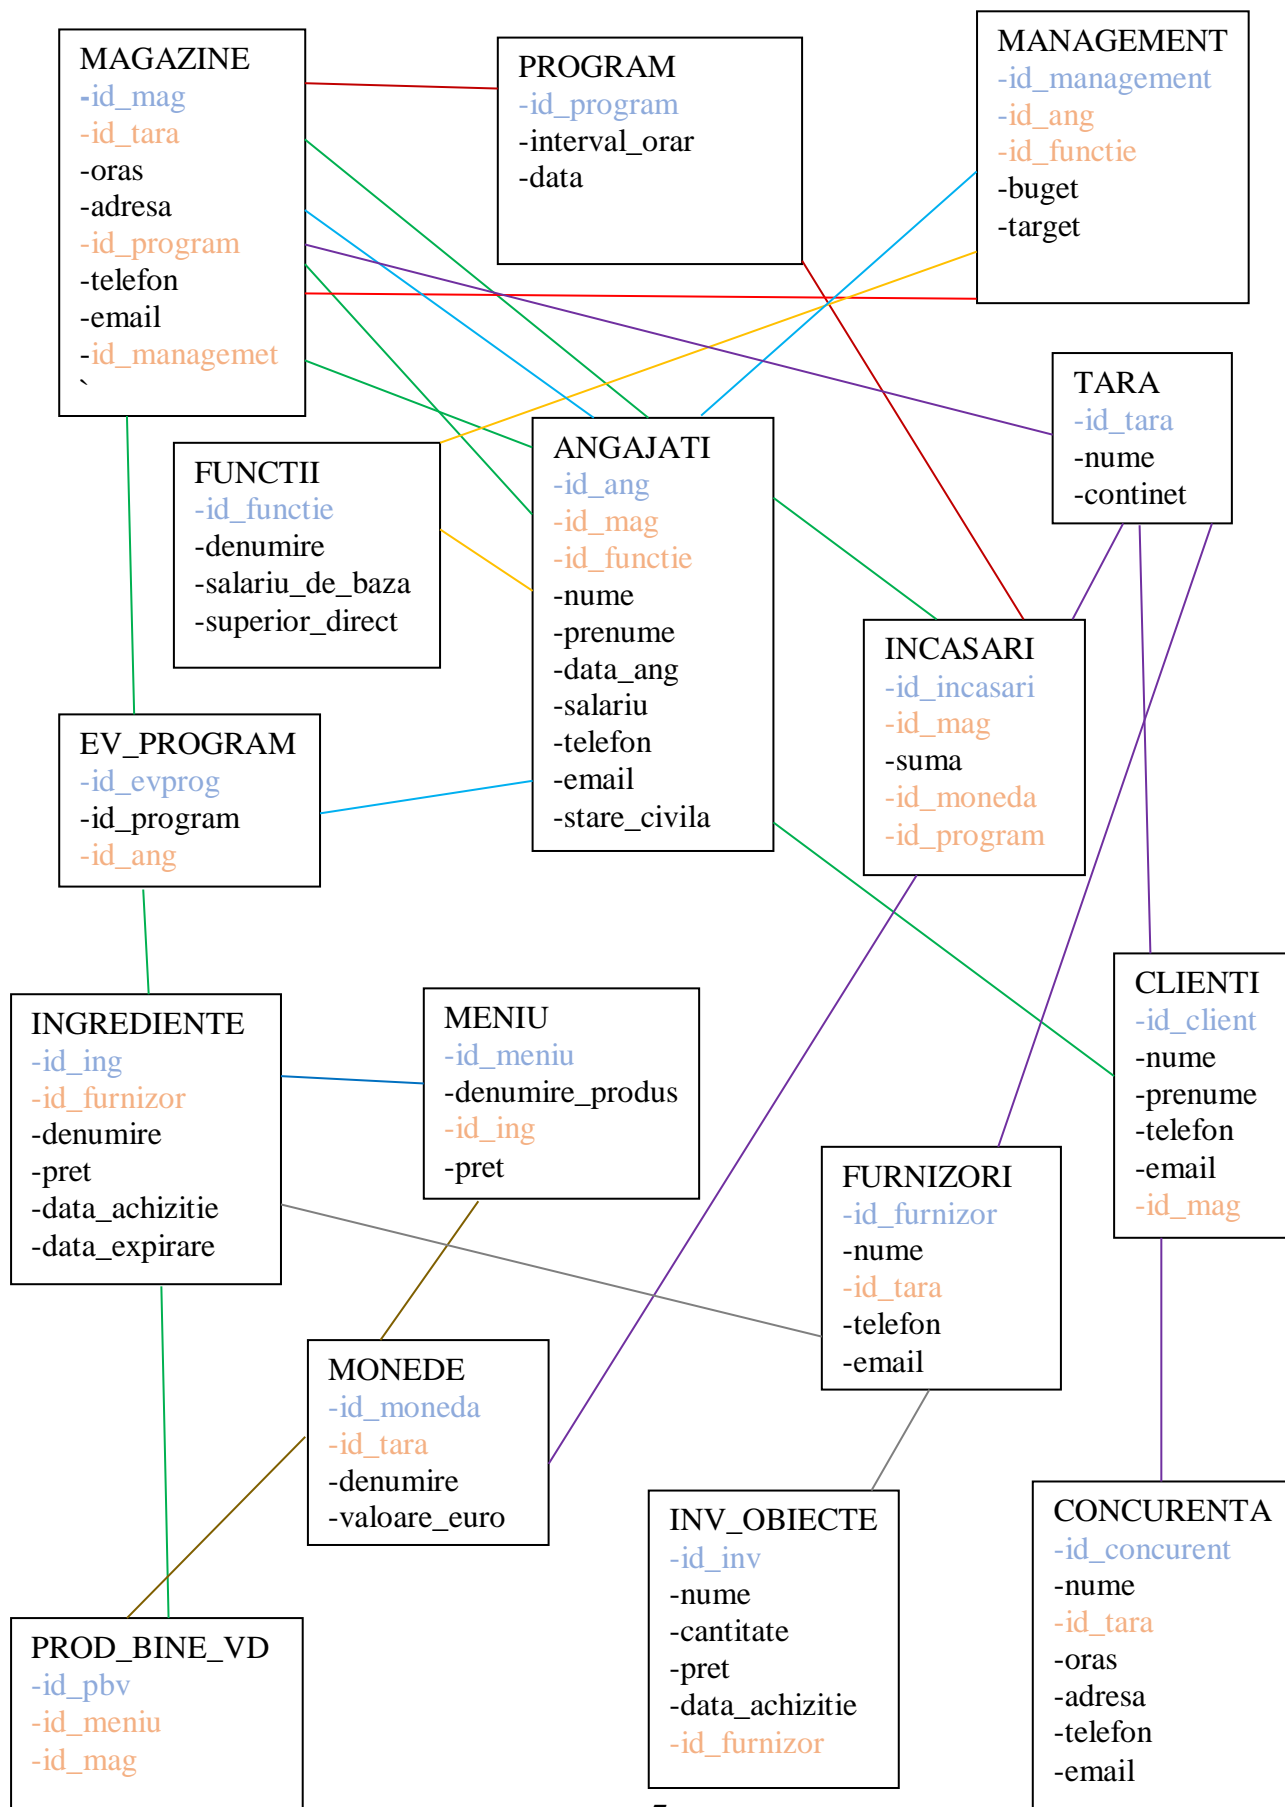 MAGAZINE
-id_mag
-id_tara
-oras
-adresa
-id_program
-telefon
-email
-id_managemet
`
PROGRAM
-id_program
-interval_orar
-data
MANAGEMENT
-id_management
-id_ang
-id_functie
-buget
-target
TARA
-id_tara
-nume
-continet
FUNCTII
-id_functie
-denumire
-salariu_de_baza
-superior_direct
ANGAJATI
-id_ang
-id_mag
-id_functie
-nume
-prenume
-data_ang
-salariu
-telefon
-email
-stare_civila
INCASARI
-id_incasari
-id_mag
-suma
-id_moneda
-id_program
EV_PROGRAM
-id_evprog
-id_program
-id_ang
INGREDIENTE
-id_ing
-id_furnizor
-denumire
-pret
-data_achizitie
-data_expirare
MENIU
-id_meniu
-denumire_produs
-id_ing
-pret
CLIENTI
-id_client
-nume
-prenume
-telefon
-email
-id_mag
FURNIZORI
-id_furnizor
-nume
-id_tara
-telefon
-email
MONEDE
-id_moneda
-id_tara
-denumire
-valoare_euro
INV_OBIECTE
-id_inv
-nume
-cantitate
-pret
-data_achizitie
-id_furnizor
CONCURENTA
-id_concurent
-nume
-id_tara
-oras
-adresa
-telefon
-email
PROD_BINE_VD
-id_pbv
-id_meniu
-id_mag